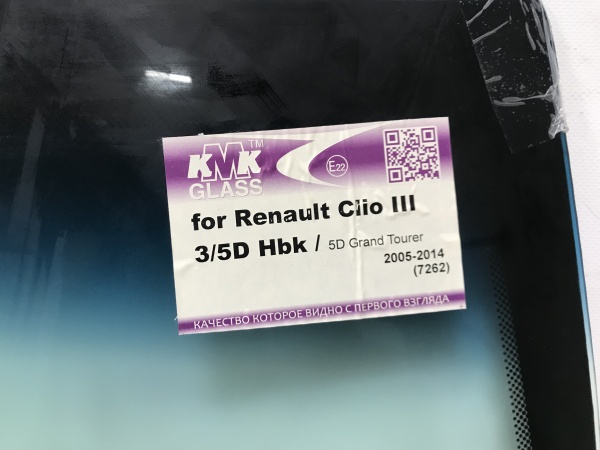 KMK™
GLASS
E22
for Renault Clio III
3/5D Hbk / 5D Grand Tourer
2005-2014
(7262)
КАЧЕСТВО КОТОРОЕ ВИДНО С ПЕРВОГО ВЗГЛЯДА